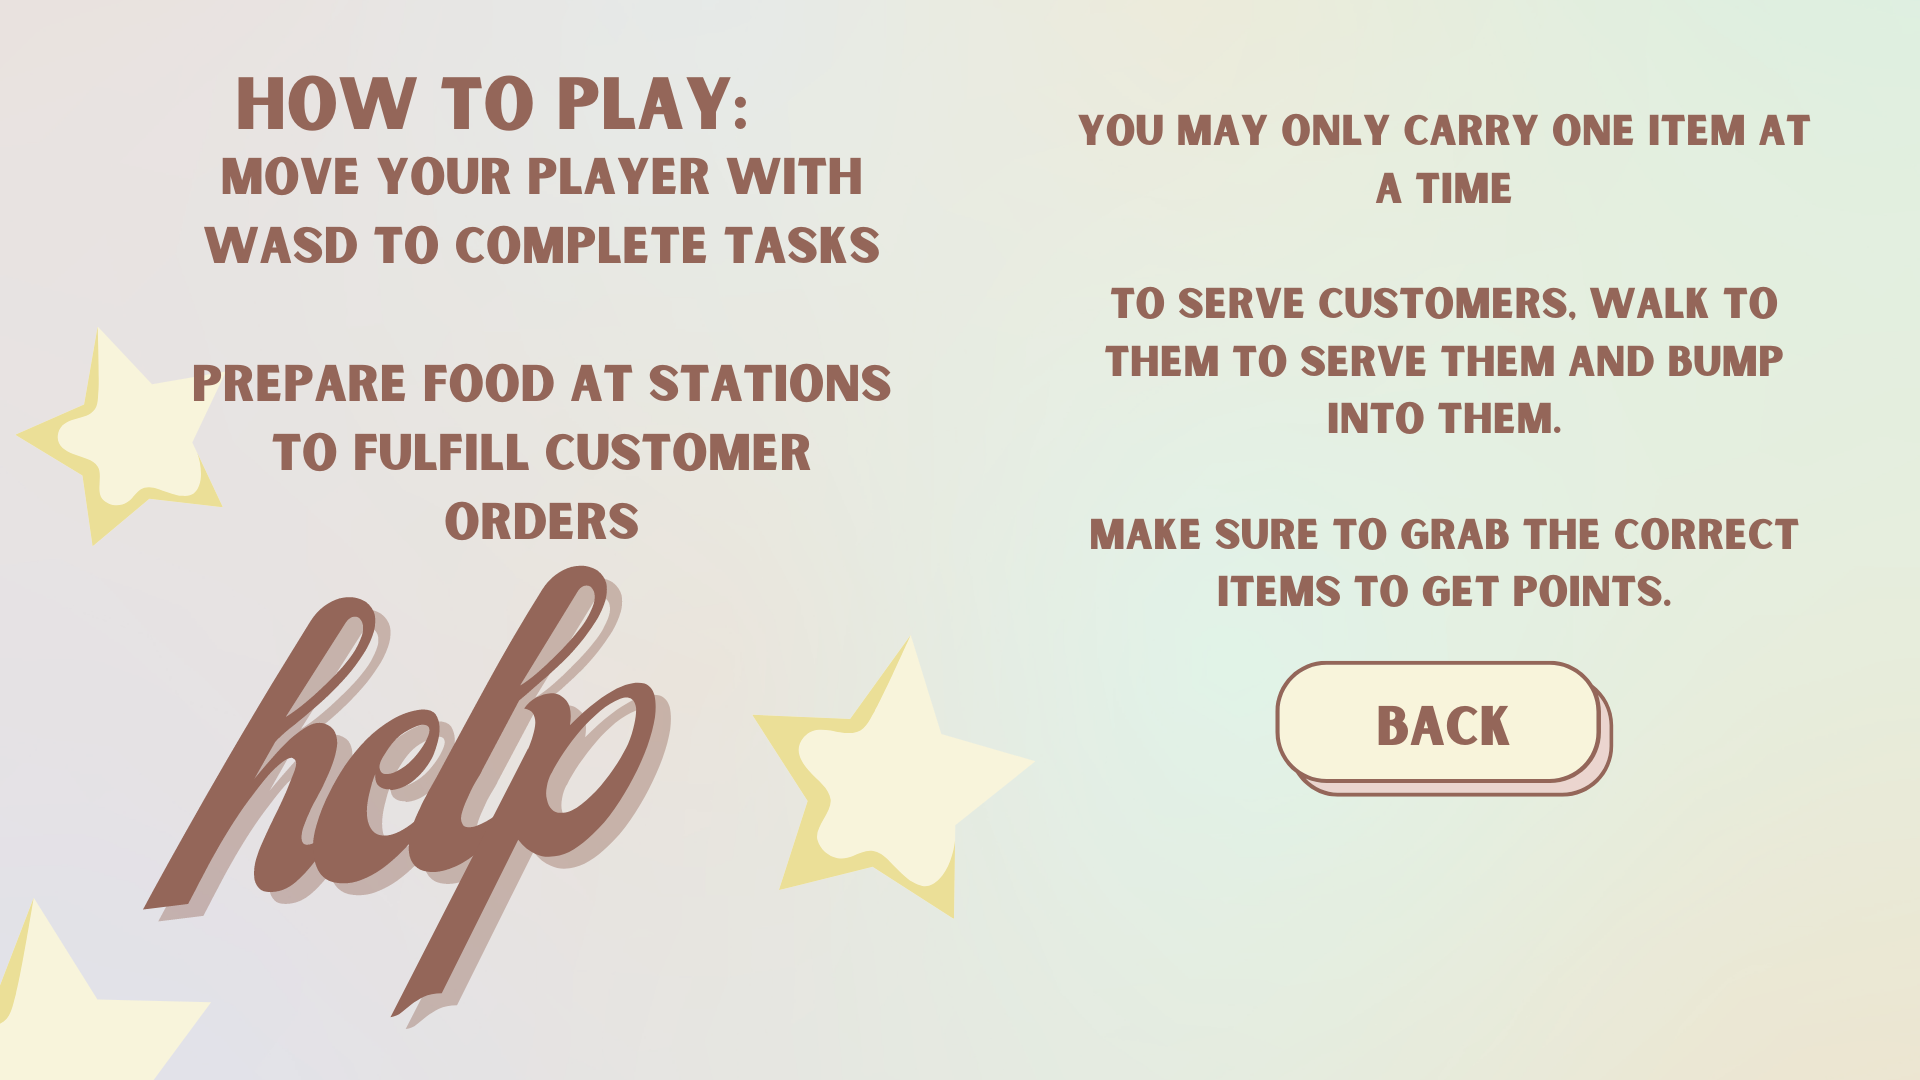 HOW TO PLAY:
MOVE YOUR PLAYER WITH
WASD TO COMPLETE TASKS
PREPARE FOOD AT STATIONS
TO FULFILL CUSTOMER
ORDERS
help
YOU MAY ONLY CARRY ONE ITEM AT
A TIME
TO SERVE CUSTOMERS, WALK TO
THEM TO SERVE THEM AND BUMP
INTO THEM.
MAKE SURE TO GRAB THE CORRECT
ITEMS TO GET POINTS.
BACK